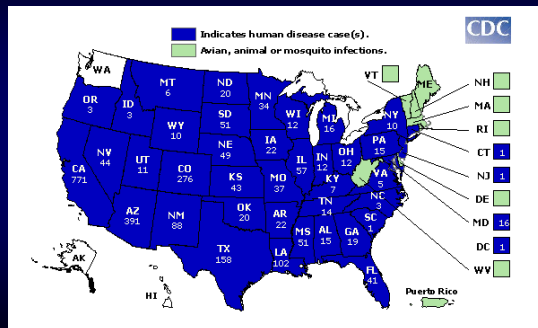 Indicates human disease case(s).
Avian, animal or mosquito infections.
CDC
WA
MT
6
ND
20
MN
34
VT
ME
NH
MA
RI
CT 1
NJ 1
DE
MD 16
DC 1
WV
OR
3
ID
3
WY
10
SD
51
WI
12
MI
16
NY
10
PA
15
NV
44
UT
11
CO
276
NE
49
IA
22
IL
57
IN
12
OH
12
CA
771
KS
43
MO
37
KY
7
VA
5
AZ
391
NM
88
OK
20
AR
22
TN
14
NC
3
SC
1
TX
158
LA
102
MS
51
AL
15
GA
19
FL
41
AK
HI
Puerto Rico